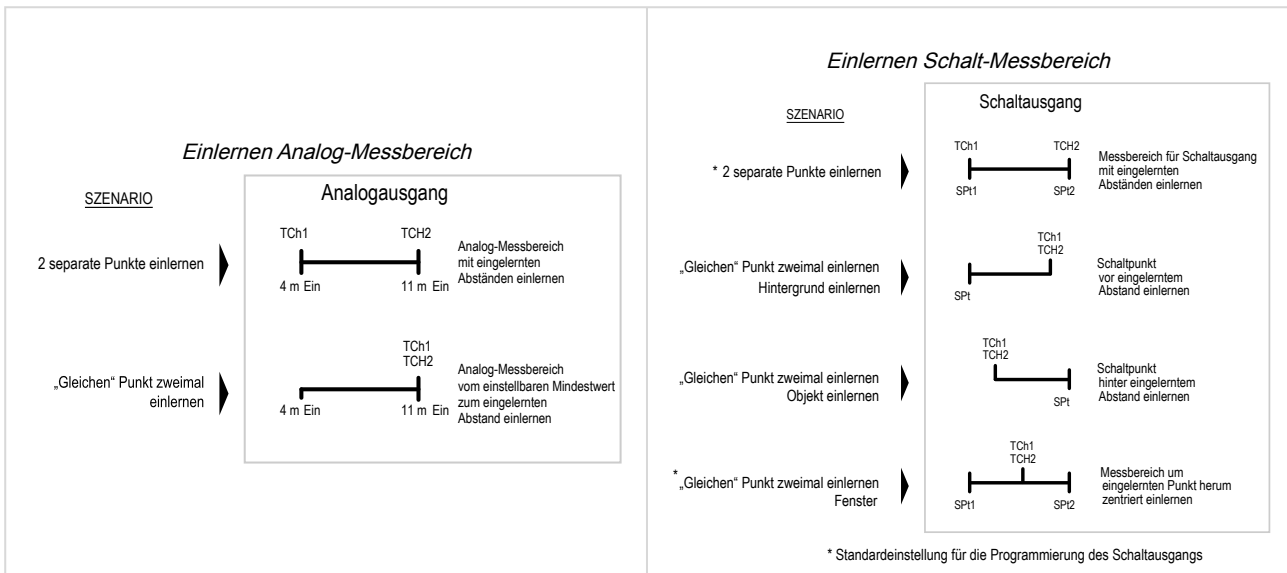 Einlernen Analog-Messbereich
SZENARIO
Analogausgang
2 separate Punkte einlernen
TCh1
TCH2
4 m Ein
11 m Ein
Analog-Messbereich
mit eingelernten
Abständen einlernen
„Gleichen“ Punkt zweimal
einlernen
TCh1
TCH2
4 m Ein
11 m Ein
Analog-Messbereich
vom einstellbaren Mindestwert
zum eingelernten
Abstand einlernen
Einlernen Schalt-Messbereich
SZENARIO
Schaltausgang
* 2 separate Punkte einlernen
TCh1
TCH2
SPt1
SPt2
Messbereich für Schaltausgang
mit eingelernten
Abständen einlernen
„Gleichen“ Punkt zweimal einlernen
Hintergrund einlernen
TCh1
TCH2
SPt
Schaltpunkt
vor eingelerntem
Abstand einlernen
„Gleichen“ Punkt zweimal einlernen
Objekt einlernen
TCh1
TCH2
SPt
Schaltpunkt
hinter eingelerntem
Abstand einlernen
* „Gleichen“ Punkt zweimal einlernen
Fenster
TCh1
TCH2
SPt1
SPt2
Messbereich um
eingelernten Punkt herum
zentriert einlernen
* Standardeinstellung für die Programmierung des Schaltausgangs